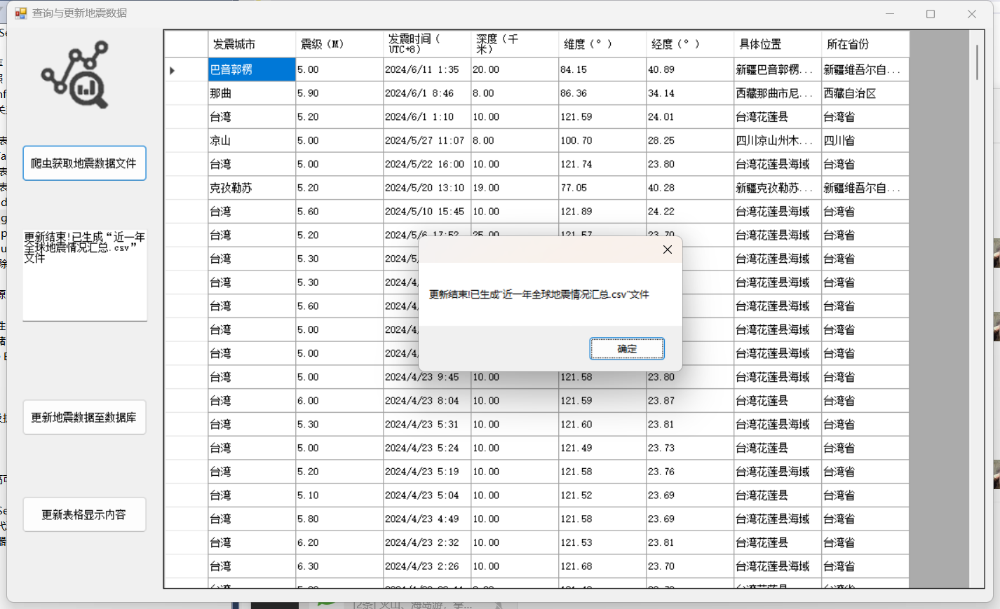 查询与更新地震数据
爬虫获取地震数据文件
更新结束!已生成“近一年
全球地震情况汇总.csv”
文件
更新地震数据至数据库
更新表格显示内容
发震城市 震级（M） 发震时间（UTC+8） 深度（千米） 维度（°） 经度（°） 具体位置 所在省份
巴音郭楞 5.00 2024/6/11 1:35 20.00 84.15 40.89 新疆巴音郭楞... 新疆维吾尔自...
那曲 5.90 2024/6/1 8:46 8.00 86.36 34.14 西藏那曲市尼... 西藏自治区
台湾 5.20 2024/6/1 1:10 10.00 121.59 24.01 台湾花莲县 台湾省
凉山 5.00 2024/5/27 11:07 8.00 100.70 28.25 四川凉山州木... 四川省
台湾 5.00 2024/5/22 16:00 10.00 121.74 23.80 台湾花莲县海域 台湾省
克孜勒苏 5.20 2024/5/20 13:10 19.00 77.05 40.28 新疆克孜勒苏... 新疆维吾尔自...
台湾 5.60 2024/5/10 15:45 10.00 121.89 24.22 台湾花莲县海域 台湾省
台湾 5.20 2024/5/6 17:52 25.00 121.57 23.70 台湾花莲县海域 台湾省
台湾 5.30 2024/5/ 台湾花莲县海域 台湾省
台湾 5.30 2024/4/ 台湾花莲县海域 台湾省
台湾 5.60 2024/4/ 台湾花莲县海域 台湾省
台湾 5.00 2024/4/ 台湾花莲县海域 台湾省
台湾 5.00 2024/4/ 台湾花莲县海域 台湾省
台湾 5.00 2024/4/23 9:45 10.00 121.58 23.80 台湾花莲县海域 台湾省
台湾 6.00 2024/4/23 8:04 10.00 121.59 23.87 台湾花莲县 台湾省
台湾 5.30 2024/4/23 5:31 10.00 121.60 23.81 台湾花莲县海域 台湾省
台湾 5.00 2024/4/23 5:24 10.00 121.49 23.73 台湾花莲县 台湾省
台湾 5.20 2024/4/23 5:19 10.00 121.58 23.76 台湾花莲县海域 台湾省
台湾 5.10 2024/4/23 5:04 10.00 121.52 23.69 台湾花莲县 台湾省
台湾 5.80 2024/4/23 4:49 10.00 121.58 23.69 台湾花莲县海域 台湾省
台湾 6.20 2024/4/23 2:32 10.00 121.53 23.81 台湾花莲县 台湾省
台湾 6.30 2024/4/23 2:26 10.00 121.68 23.70 台湾花莲县海域 台湾省
更新结束!已生成"近一年全球地震情况汇总.csv"文件
确定